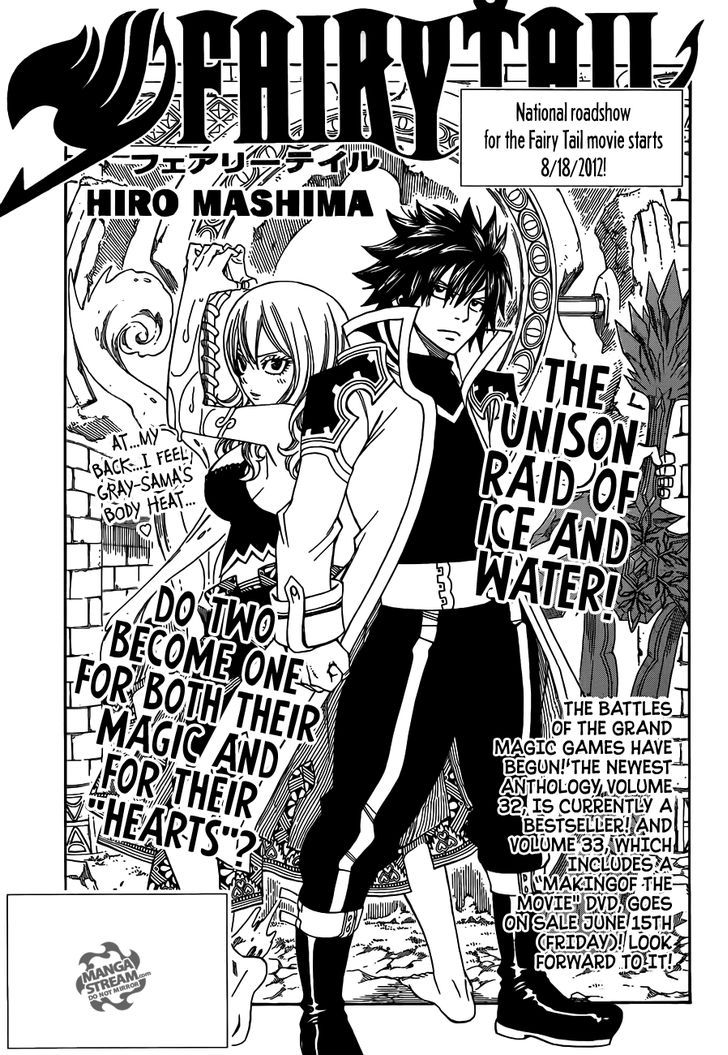 FAIRY TAIL
National roadshow
for the Fairy Tail movie starts
8/18/2012!
フェアリーテイル
HIRO MASHIMA
THE
UNISON
RAID OF
ICE AND
WATER!
AT...MY
BACK...I FEEL
GRAY-SAMA'S
BODY HEAT...
♡
DO TWO
BECOME ONE
FOR BOTH THEIR
MAGIC AND
FOR THEIR
"HEARTS"?
THE BATTLES
OF THE GRAND
MAGIC GAMES HAVE
BEGUN! THE NEWEST
ANTHOLOGY, VOLUME
32, IS CURRENTLY A
BESTSELLER! AND
VOLUME 33, WHICH
INCLUDES A
"MAKINGOF THE
MOVIE" DVD, GOES
ON SALE JUNE 15TH
(FRIDAY)! LOOK
FORWARD TO IT!
MANGA
STREAM.com
DO NOT MIRROR